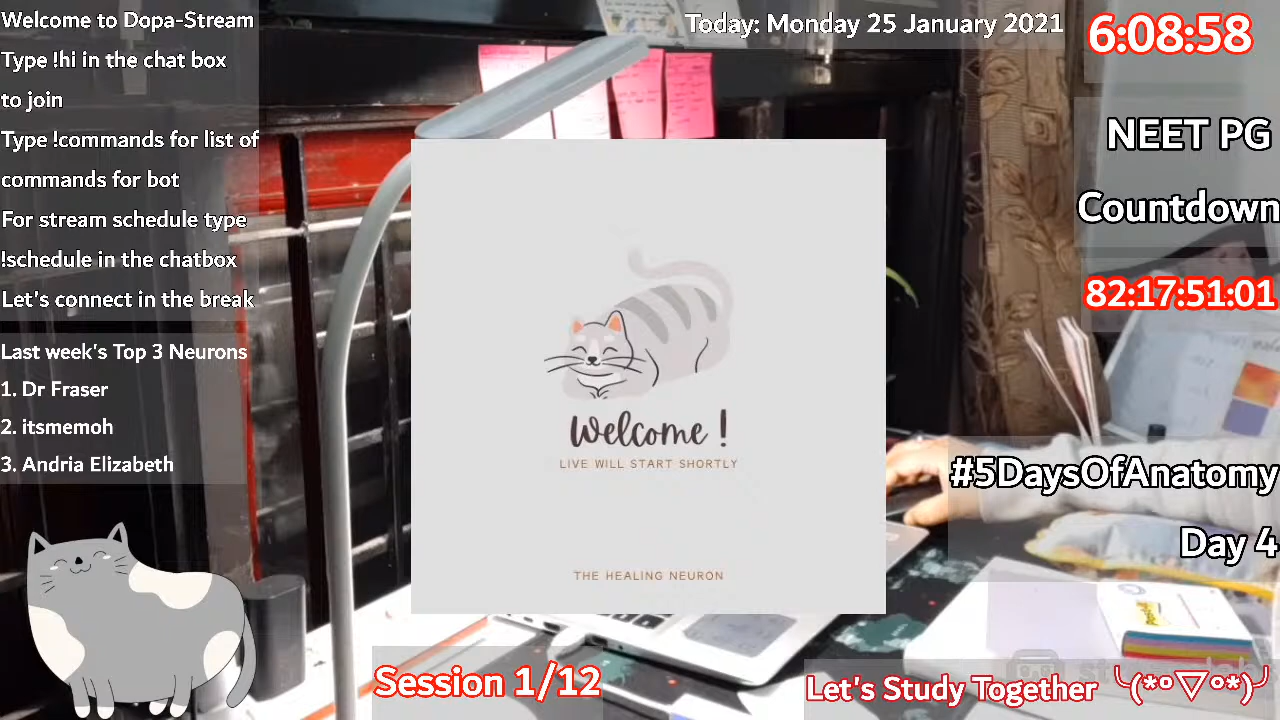 Welcome to Dopa-Stream
Type !hi in the chat box
to join
Type !commands for list of
commands for bot
For stream schedule type
!schedule in the chatbox
Let's connect in the break
Last week's Top 3 Neurons
1. Dr Fraser
2. itsmemoh
3. Andria Elizabeth
Today: Monday 25 January 2021
6:08:58
NEET PG
Countdown
82:17:51:01
Welcome !
LIVE WILL START SHORTLY
THE HEALING NEURON
#5DaysOfAnatomy
Day 4
Session 1/12
Let's Study Together ╰(*°▽°*)╯